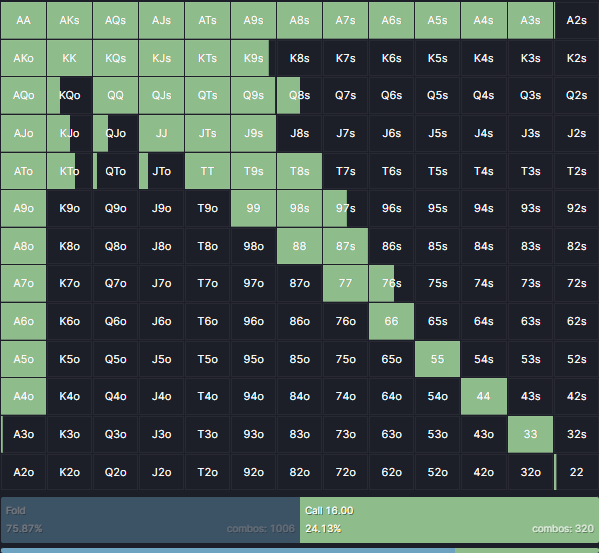 AA AKs AQs AJs ATs A9s A8s A7s A6s A5s A4s A3s A2s
AKo KK KQs KJs KTs K9s K8s K7s K6s K5s K4s K3s K2s
AQo KQo QQ QJs QTs Q9s Q8s Q7s Q6s Q5s Q4s Q3s Q2s
AJo KJo QJo JJ JTs J9s J8s J7s J6s J5s J4s J3s J2s
ATo KTo QTo JTo TT T9s T8s T7s T6s T5s T4s T3s T2s
A9o K9o Q9o J9o T9o 99 98s 97s 96s 95s 94s 93s 92s
A8o K8o Q8o J8o T8o 98o 88 87s 86s 85s 84s 83s 82s
A7o K7o Q7o J7o T7o 97o 87o 77 76s 75s 74s 73s 72s
A6o K6o Q6o J6o T6o 96o 86o 76o 66 65s 64s 63s 62s
A5o K5o Q5o J5o T5o 95o 85o 75o 65o 55 54s 53s 52s
A4o K4o Q4o J4o T4o 94o 84o 74o 64o 54o 44 43s 42s
A3o K3o Q3o J3o T3o 93o 83o 73o 63o 53o 43o 33 32s
A2o K2o Q2o J2o T2o 92o 82o 72o 62o 52o 42o 32o 22
Fold Call 16.00
75.87% combos: 1006 24.13% combos: 320